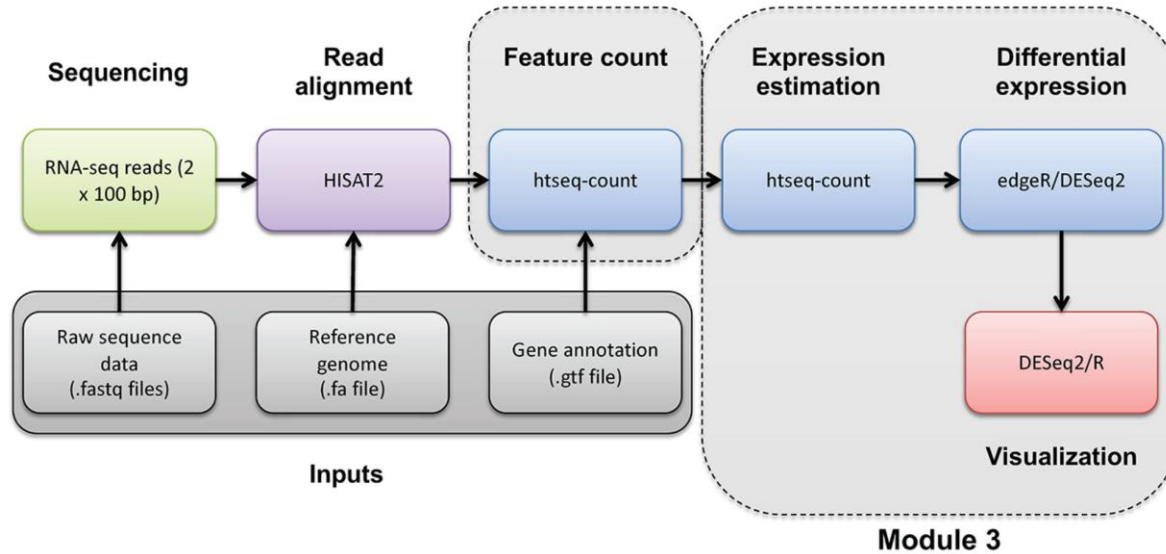 Sequencing
Read
alignment
Feature count
Expression
estimation
Differential
expression
RNA-seq reads (2
x 100 bp)
HISAT2
htseq-count
htseq-count
edgeR/DESeq2
Raw sequence
data
(.fastq files)
Reference
genome
(.fa file)
Gene annotation
(.gtf file)
DESeq2/R
Inputs
Visualization
Module 3